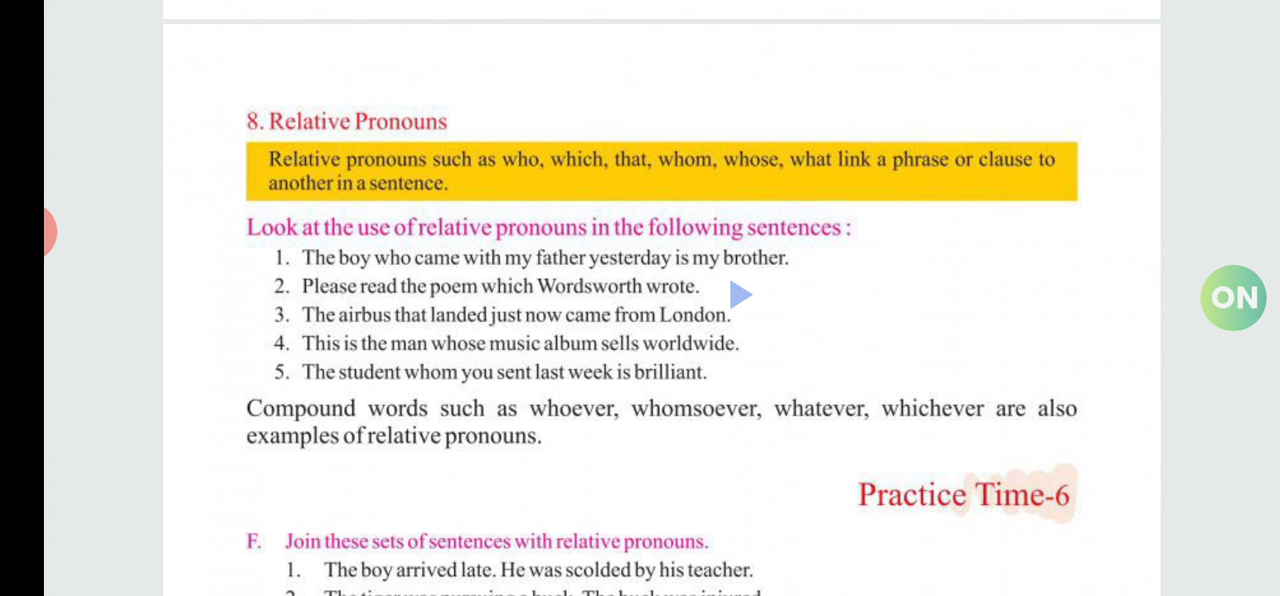 8. Relative Pronouns
Relative pronouns such as who, which, that, whom, whose, what link a phrase or clause to
another in a sentence.
Look at the use of relative pronouns in the following sentences :
1. The boy who came with my father yesterday is my brother.
2. Please read the poem which Wordsworth wrote.
3. The airbus that landed just now came from London.
4. This is the man whose music album sells worldwide.
5. The student whom you sent last week is brilliant.
Compound words such as whoever, whomsoever, whatever, whichever are also
examples of relative pronouns.
Practice Time-6
F. Join these sets of sentences with relative pronouns.
1. The boy arrived late. He was scolded by his teacher.
ON